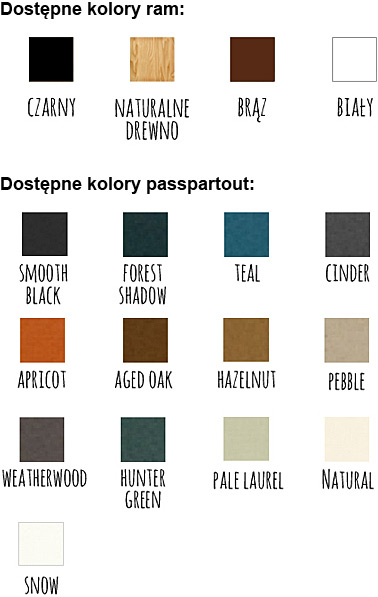 Dostępne kolory ram:
CZARNY NATURALNE DREWNO BRĄZ BIAŁY
Dostępne kolory passpartout:
SMOOTH BLACK FOREST SHADOW TEAL CINDER
APRICOT AGED OAK HAZELNUT PEBBLE
WEATHERWOOD HUNTER GREEN PALE LAUREL NATURAL
SNOW